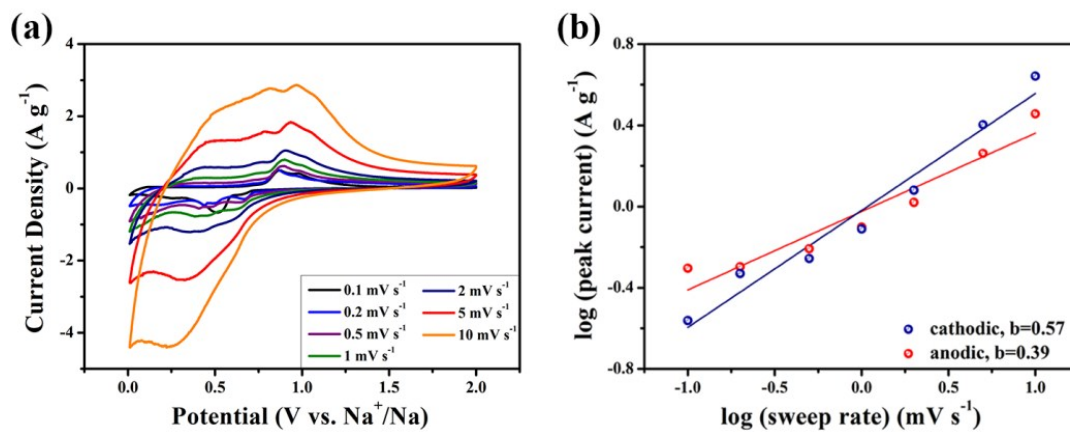 (a)
Current Density (A g⁻¹)
4
2
0
-2
-4
0.1 mV s⁻¹
0.2 mV s⁻¹
0.5 mV s⁻¹
1 mV s⁻¹
2 mV s⁻¹
5 mV s⁻¹
10 mV s⁻¹
0.0 0.5 1.0 1.5 2.0
Potential (V vs. Na⁺/Na)
(b)
log (peak current) (A g⁻¹)
0.8
0.4
0.0
-0.4
-0.8
cathodic, b=0.57
anodic, b=0.39
-1.0 -0.5 0.0 0.5 1.0
log (sweep rate) (mV s⁻¹)